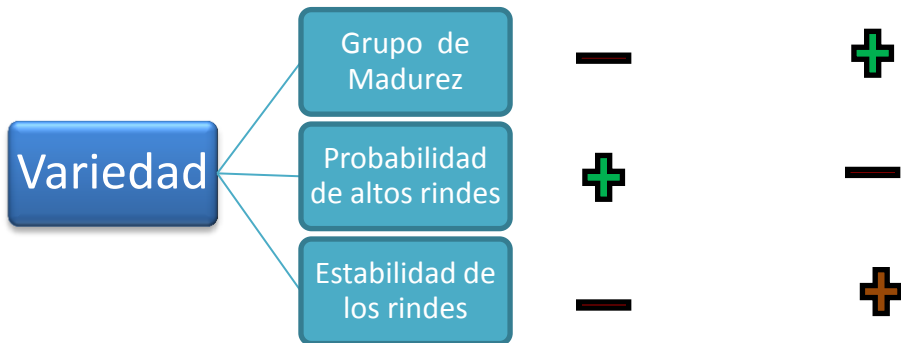 Variedad
Grupo de
Madurez
Probabilidad
de altos rindes
Estabilidad de
los rindes